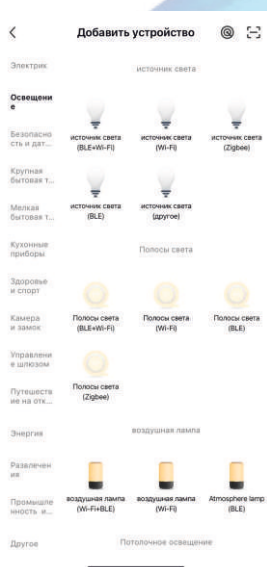 Добавить устройство
Электрик
Освещени
е
Безопасно
сть и дат...
Крупная
бытовая т...
Мелкая
бытовая т...
Кухонные
приборы
Здоровье
и спорт
Камера
и замок
Управлени
е шлюзом
Путешеств
ие на отк...
Энергия
Развлечен
ия
Промышле
нность и...
Другое
источник света
источник света
(BLE+Wi-Fi)
источник света
(Wi-Fi)
источник света
(Zigbee)
источник света
(BLE)
источник света
(другое)
Полосы света
Полосы света
(BLE+Wi-Fi)
Полосы света
(Wi-Fi)
Полосы света
(BLE)
Полосы света
(Zigbee)
воздушная лампа
воздушная лампа
(Wi-Fi+BLE)
воздушная лампа
(Wi-Fi)
Atmosphere lamp
(BLE)
Потолочное освещение